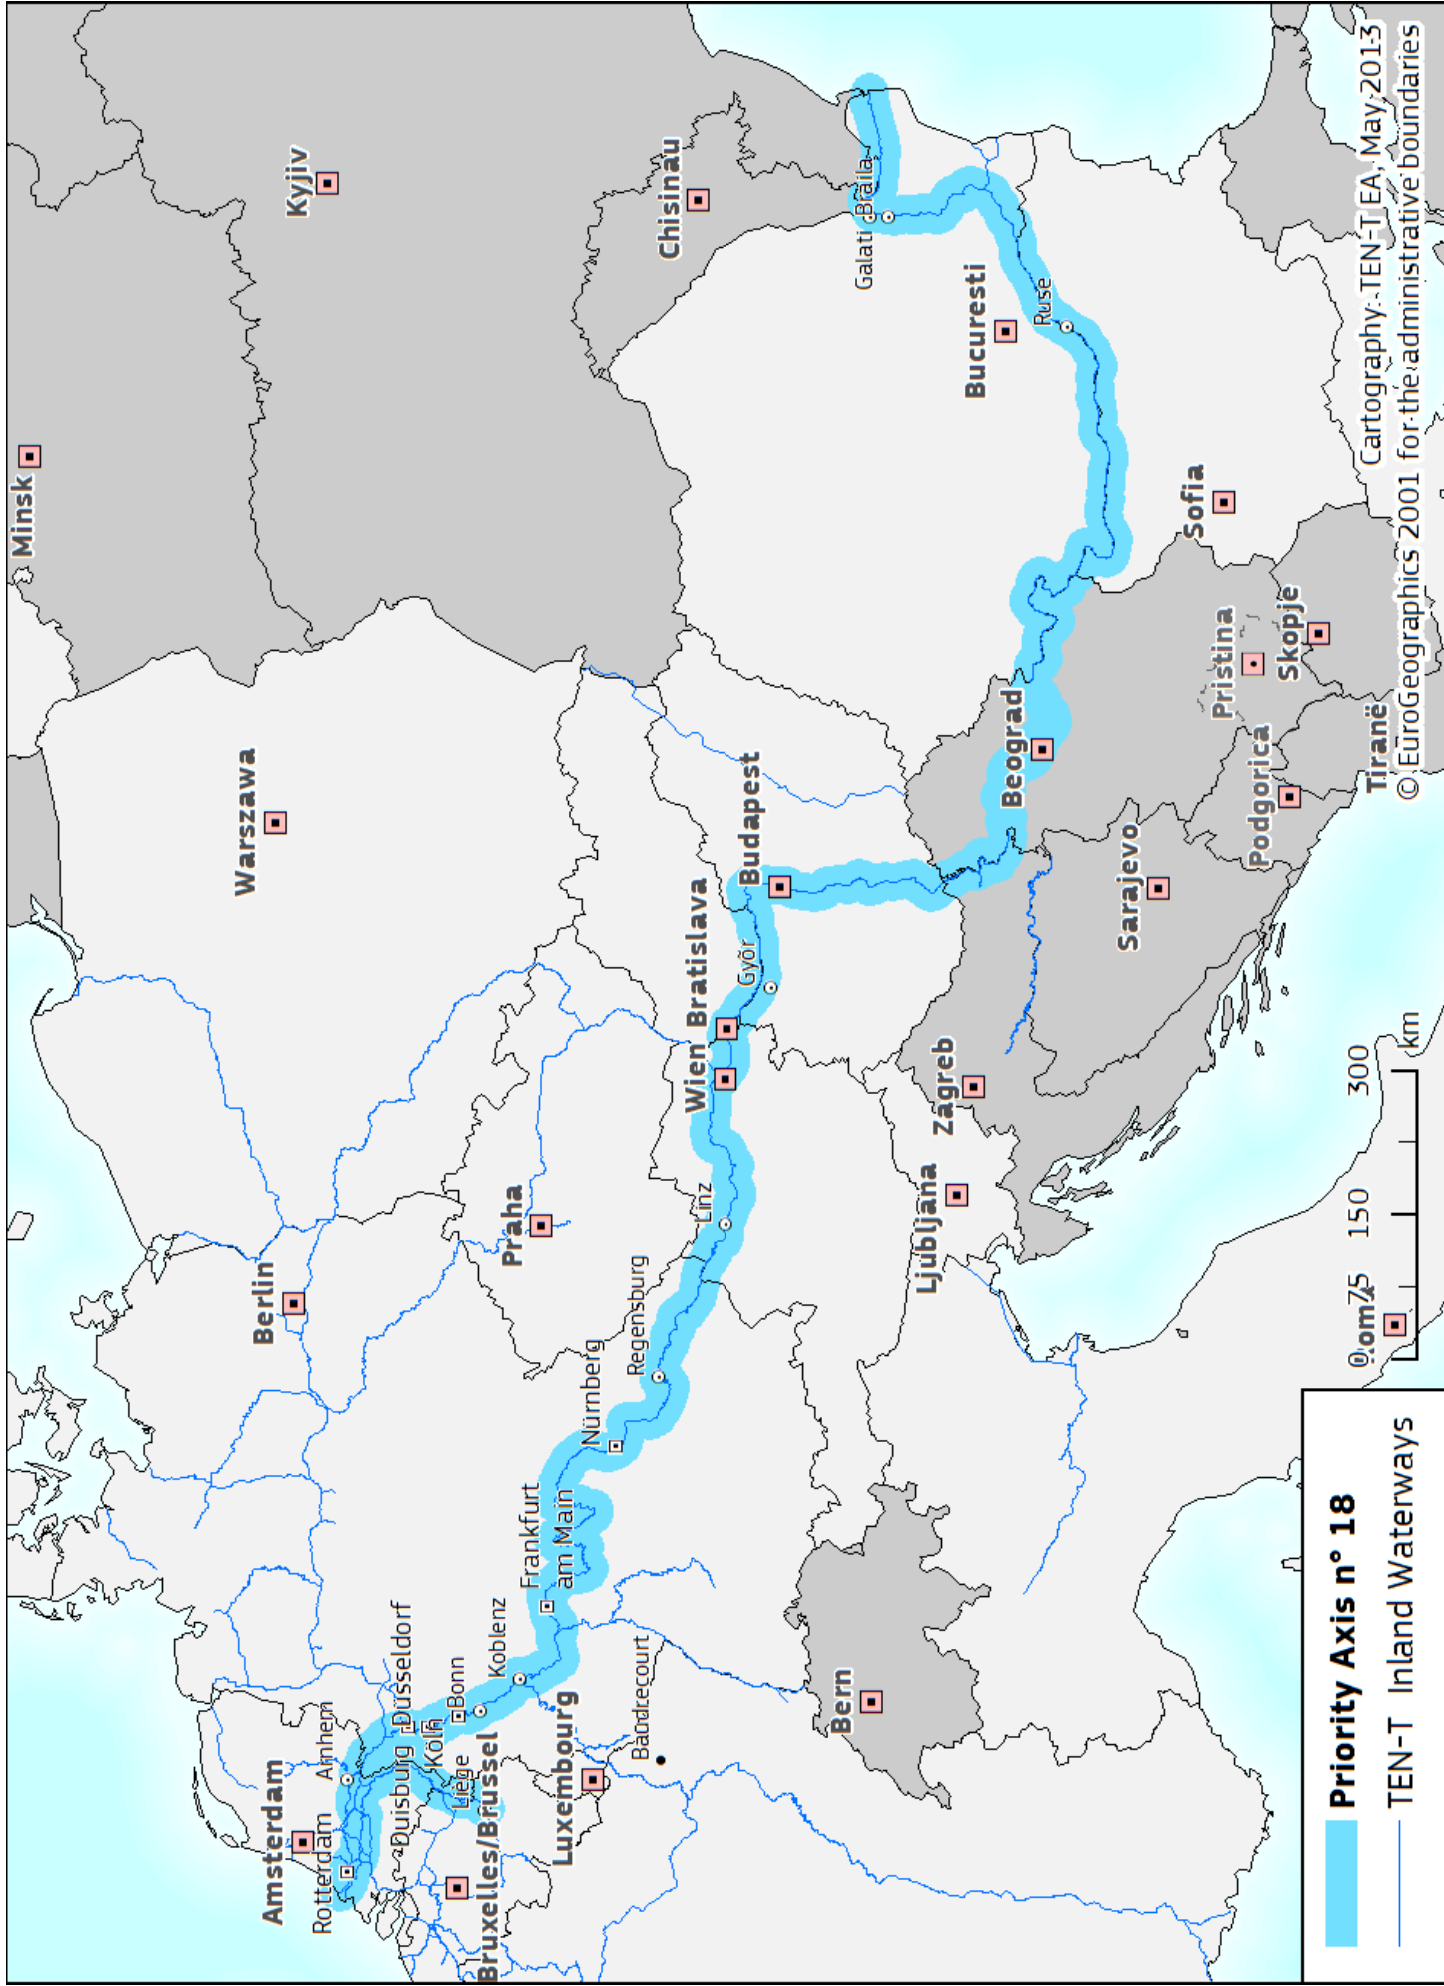 Minsk
Kyjiv
Warszawa
Berlin
Amsterdam
Rotterdam
Arnhem
Duisburg
Düsseldorf
Köln
Bonn
Liège
Bruxelles/Brussel
Koblenz
Luxembourg
Frankfurt
am Main
Nürnberg
Regensburg
Praha
Linz
Wien
Bratislava
Győr
Budapest
Chisinau
Galati
Braila
Bucuresti
Ruse
Beograd
Sofia
Pristina
Skopje
Podgorica
Tiranë
Sarajevo
Zagreb
Ljubljana
Bern
Priority Axis n° 18
TEN-T Inland Waterways
0 75 150 300
km
Cartography: TEN-T EA, May 2013
© EuroGeographics 2001 for the administrative boundaries